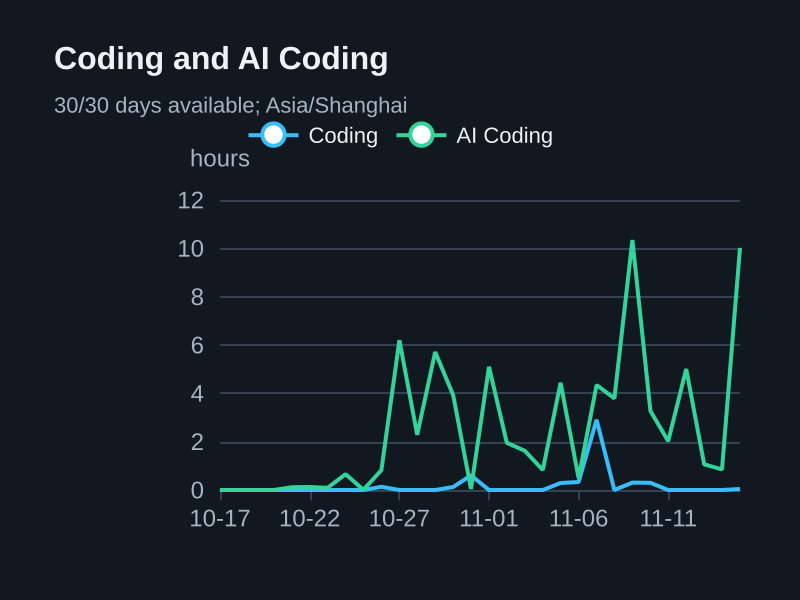 Coding and AI Coding
30/30 days available; Asia/Shanghai
Coding AI Coding
hours
12
10
8
6
4
2
0
10-17 10-22 10-27 11-01 11-06 11-11